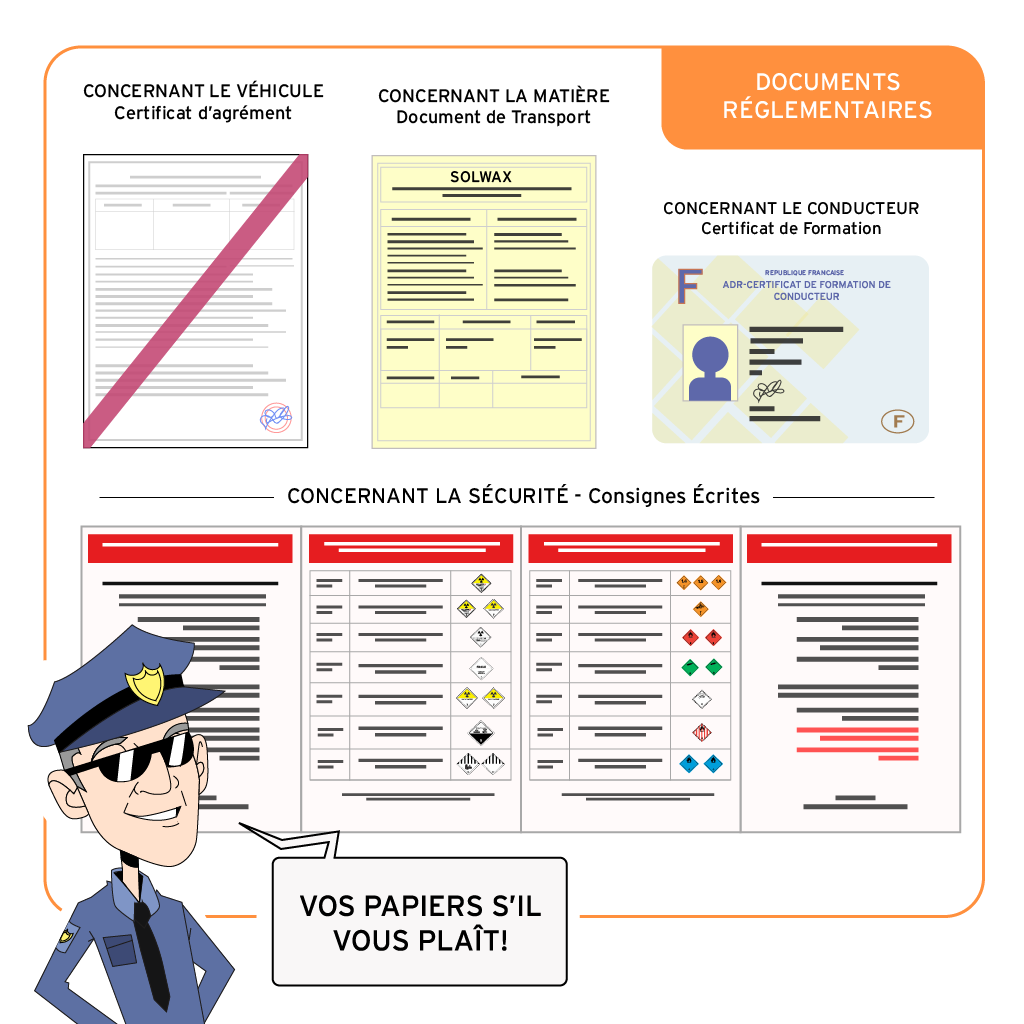 DOCUMENTS
RÉGLEMENTAIRES
CONCERNANT LE VÉHICULE
Certificat d'agrément
CONCERNANT LA MATIÈRE
Document de Transport
SOLWAX
CONCERNANT LE CONDUCTEUR
Certificat de Formation
F
REPUBLIQUE FRANCAISE
ADR-CERTIFICAT DE FORMATION DE
CONDUCTEUR
F
CONCERNANT LA SÉCURITÉ - Consignes Écrites
VOS PAPIERS S'IL
VOUS PLAÎT!